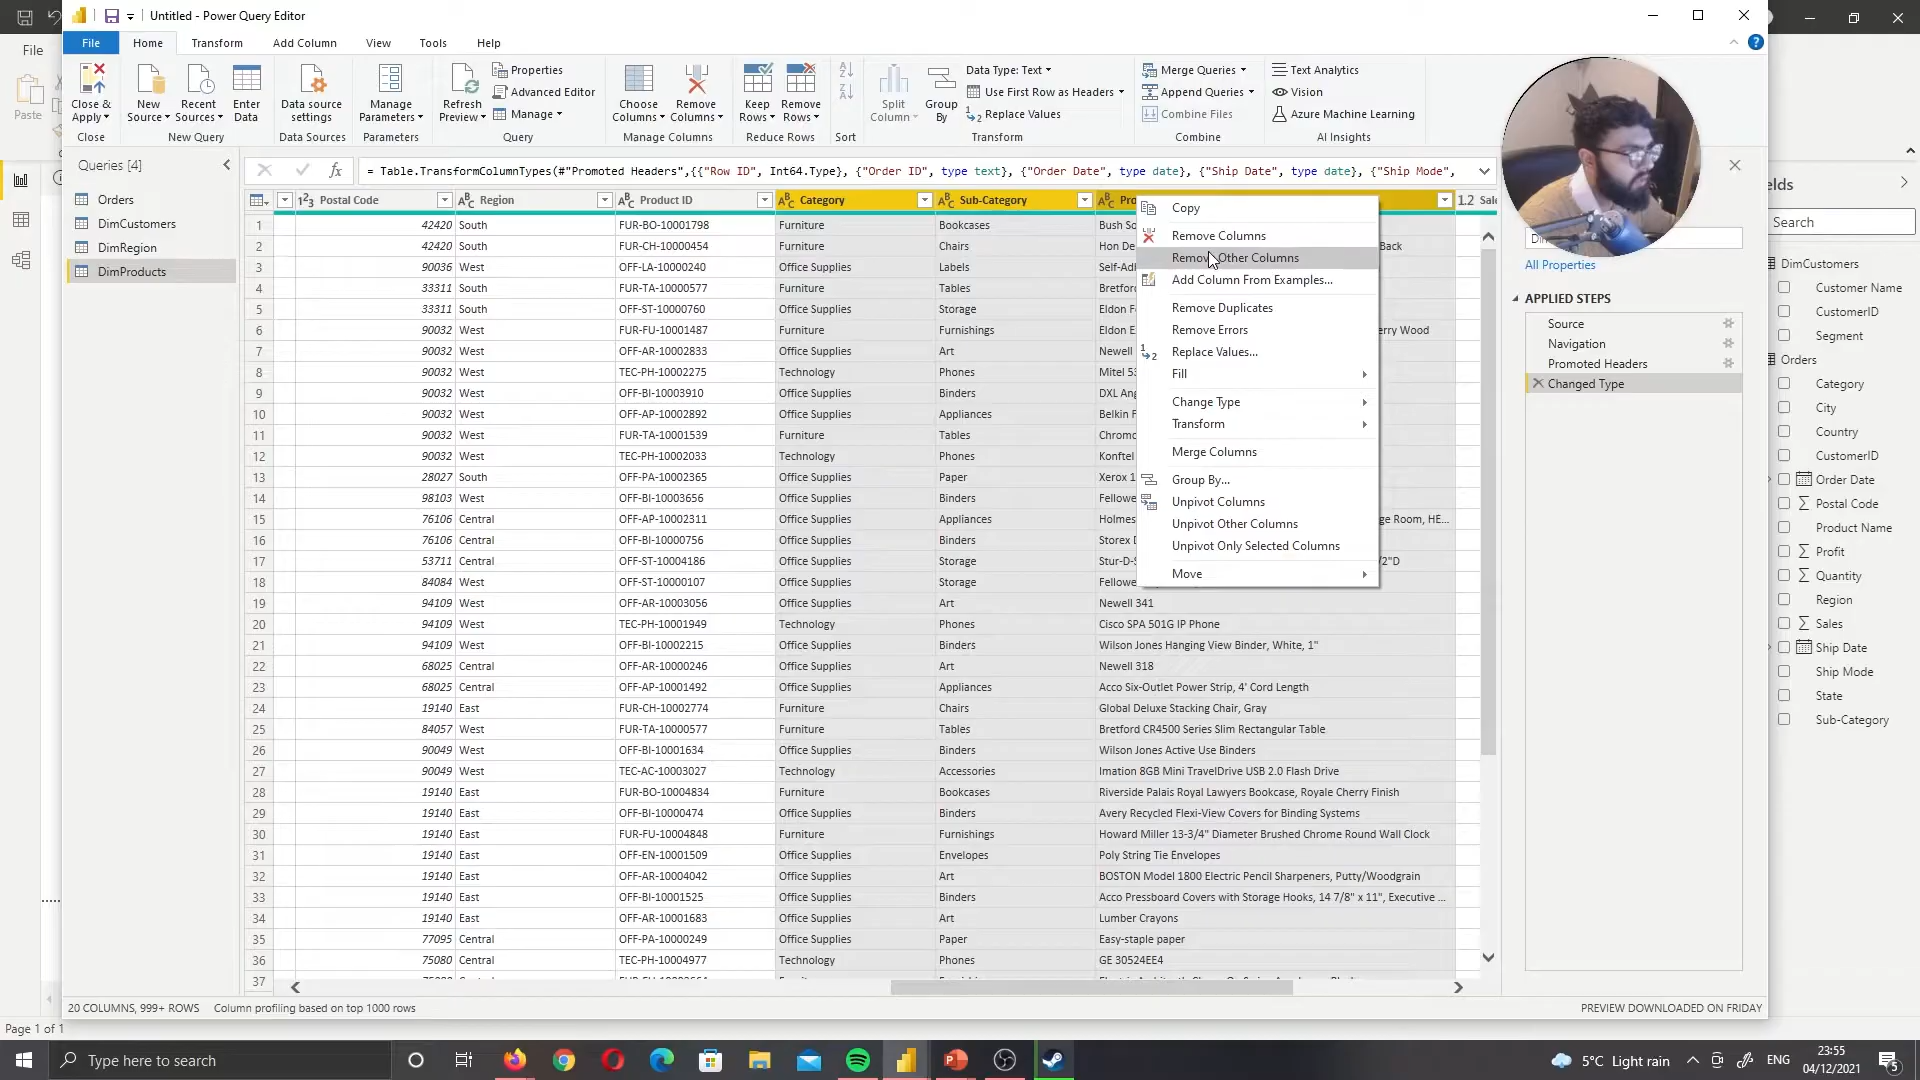 Untitled - Power Query Editor
File
File Home Transform Add Column View Tools Help
Paste
Close & Apply
New Source
Recent Sources
Enter Data
Data source settings
Manage Parameters
Refresh Preview
Properties
Advanced Editor
Manage
Choose Columns
Remove Columns
Keep Rows
Remove Rows
Split Column
Group By
Data Type: Text
Use First Row as Headers
Replace Values
Merge Queries
Append Queries
Combine Files
Text Analytics
Vision
Azure Machine Learning
Close New Query Data Sources Parameters Query Manage Columns Reduce Rows Sort Transform Combine AI Insights
Queries [4]
Orders
DimCustomers
DimRegion
DimProducts
= Table.TransformColumnTypes(#"Promoted Headers",{{"Row ID", Int64.Type}, {"Order ID", type text}, {"Order Date", type date}, {"Ship Date", type date}, {"Ship Mode",
Postal Code Region Product ID Category Sub-Category 1.2
1 42420 South FUR-BO-10001798 Furniture Bookcases
2 42420 South FUR-CH-10000454 Furniture Chairs Hon Back
3 90036 West OFF-LA-10000240 Office Supplies Labels
4 33311 South FUR-TA-10000577 Furniture Tables
5 33311 South OFF-ST-10000760 Office Supplies Storage Eldon
6 90032 West FUR-FU-10001487 Furniture Furnishings Eldon Wood
7 90032 West OFF-AR-10002833 Office Supplies Art Newell
8 90032 West TEC-PH-10002275 Technology Phones Mitel
9 90032 West OFF-BI-10003910 Office Supplies Binders DXL
10 90032 West OFF-AP-10002892 Office Supplies Appliances Belkin
11 90032 West FUR-TA-10001539 Furniture Tables
12 90032 West TEC-PH-10002033 Technology Phones Konftel
13 28027 South OFF-PA-10002365 Office Supplies Paper Xerox
14 98103 West OFF-BI-10003656 Office Supplies Binders
15 76106 Central OFF-AP-10002311 Office Supplies Appliances Holmes Room, HE...
16 76106 Central OFF-BI-10000756 Office Supplies Binders Storex
17 53711 Central OFF-ST-10004186 Office Supplies Storage
18 84084 West OFF-ST-10000107 Office Supplies Storage
19 94109 West OFF-AR-10003056 Office Supplies Art Newell 341
20 94109 West TEC-PH-10001949 Technology Phones Cisco SPA 501G IP Phone
21 94109 West OFF-BI-10002215 Office Supplies Binders Wilson Jones Hanging View Binder, White, 1"
22 68025 Central OFF-AR-10000246 Office Supplies Art Newell 318
23 68025 Central OFF-AP-10001492 Office Supplies Appliances Acco Six-Outlet Power Strip, 4' Cord Length
24 19140 East FUR-CH-10002774 Furniture Chairs Global Deluxe Stacking Chair, Gray
25 84057 West FUR-TA-10000577 Furniture Tables Bretford CR4500 Series Slim Rectangular Table
26 90049 West OFF-BI-10001634 Office Supplies Binders Wilson Jones Active Use Binders
27 90049 West TEC-AC-10003027 Technology Accessories Imation 8GB Mini TravelDrive USB 2.0 Flash Drive
28 19140 East FUR-BO-10004834 Furniture Bookcases Riverside Palais Royal Lawyers Bookcase, Royale Cherry Finish
29 19140 East OFF-BI-10000474 Office Supplies Binders Avery Recycled Flexi-View Covers for Binding Systems
30 19140 East FUR-FU-10004848 Furniture Furnishings Howard Miller 13-3/4" Diameter Brushed Chrome Round Wall Clock
31 19140 East OFF-EN-10001509 Office Supplies Envelopes Poly String Tie Envelopes
32 19140 East OFF-AR-10004042 Office Supplies Art BOSTON Model 1800 Electric Pencil Sharpeners, Putty/Woodgrain
33 19140 East OFF-BI-10001525 Office Supplies Binders Acco Pressboard Covers with Storage Hooks, 14 7/8" x 11", Executive ...
34 19140 East OFF-AR-10001683 Office Supplies Art Lumber Crayons
35 77095 Central OFF-PA-10000249 Office Supplies Paper Easy-staple paper
36 75080 Central TEC-PH-10004977 Technology Phones GE 30524EE4
37
Copy
Remove Columns
Remove Other Columns
Add Column From Examples...
Remove Duplicates
Remove Errors
Replace Values...
Fill
Change Type
Transform
Merge Columns
Group By...
Unpivot Columns
Unpivot Other Columns
Unpivot Only Selected Columns
Move
All Properties
APPLIED STEPS
Source
Navigation
Promoted Headers
Changed Type
Search
DimCustomers
Customer Name
CustomerID
Segment
Orders
Category
City
Country
CustomerID
Order Date
Postal Code
Product Name
Profit
Quantity
Region
Sales
Ship Date
Ship Mode
State
Sub-Category
20 COLUMNS, 999+ ROWS Column profiling based on top 1000 rows PREVIEW DOWNLOADED ON FRIDAY
Page 1 of 1
Type here to search
5°C Light rain
ENG
23:55
04/12/2021
5